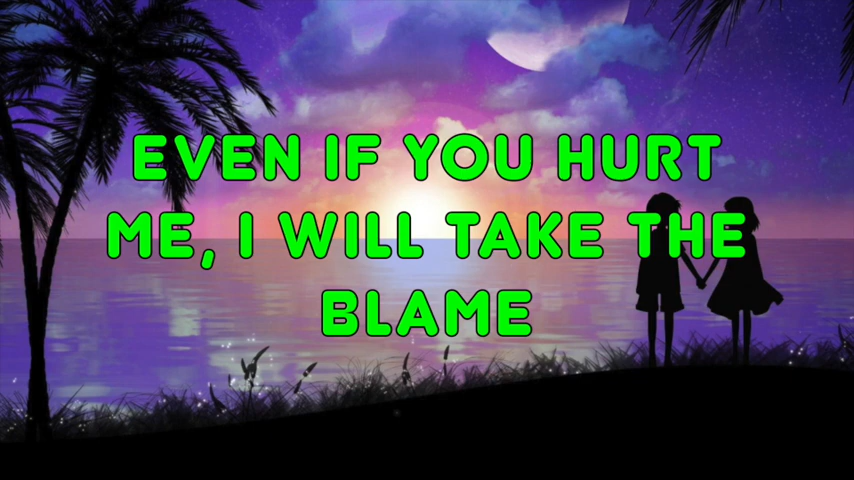 EVEN IF YOU HURT
ME, I WILL TAKE THE
BLAME